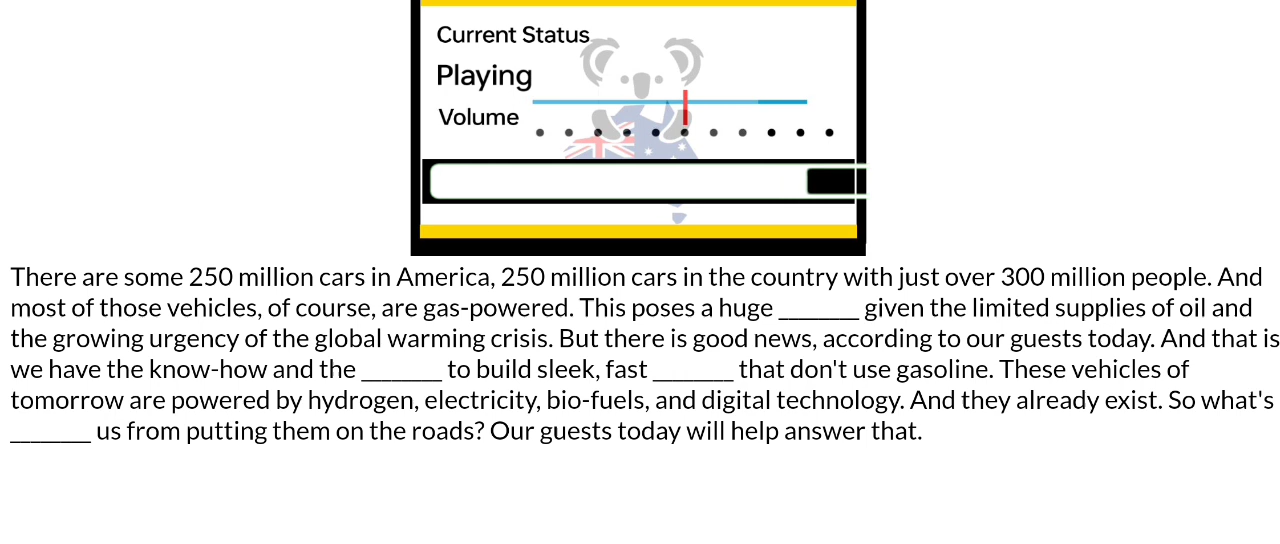 Current Status
Playing
Volume
There are some 250 million cars in America, 250 million cars in the country with just over 300 million people. And
most of those vehicles, of course, are gas-powered. This poses a huge ________ given the limited supplies of oil and
the growing urgency of the global warming crisis. But there is good news, according to our guests today. And that is
we have the know-how and the ________ to build sleek, fast ________ that don't use gasoline. These vehicles of
tomorrow are powered by hydrogen, electricity, bio-fuels, and digital technology. And they already exist. So what's
________ us from putting them on the roads? Our guests today will help answer that.